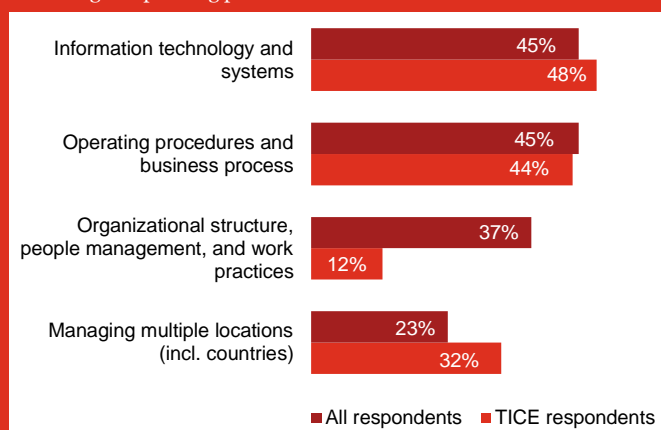 Information technology and
systems
45%
48%
Operating procedures and
business process
45%
44%
Organizational structure,
people management, and work
practices
37%
12%
Managing multiple locations
(incl. countries)
23%
32%
All respondents TICE respondents